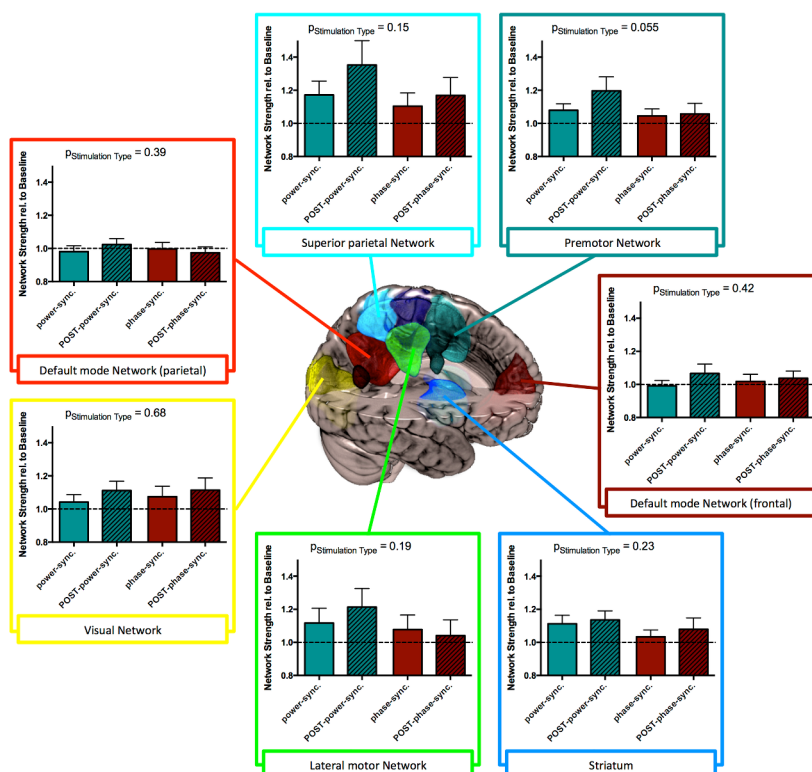 pStimulation Type = 0.15
Network Strength rel. to Baseline
1.4
1.2
1.0
0.8
power-sync.
POST-power-sync.
phase-sync.
POST-phase-sync.
Superior parietal Network
pStimulation Type = 0.055
Network Strength rel. to Baseline
1.4
1.2
1.0
0.8
power-sync.
POST-power-sync.
phase-sync.
POST-phase-sync.
Premotor Network
pStimulation Type = 0.39
Network Strength rel. to Baseline
1.4
1.2
1.0
0.8
power-sync.
POST-power-sync.
phase-sync.
POST-phase-sync.
Default mode Network (parietal)
pStimulation Type = 0.42
Network Strength rel. to Baseline
1.4
1.2
1.0
0.8
power-sync.
POST-power-sync.
phase-sync.
POST-phase-sync.
Default mode Network (frontal)
pStimulation Type = 0.68
Network Strength rel. to Baseline
1.4
1.2
1.0
0.8
power-sync.
POST-power-sync.
phase-sync.
POST-phase-sync.
Visual Network
pStimulation Type = 0.19
Network Strength rel. to Baseline
1.4
1.2
1.0
0.8
power-sync.
POST-power-sync.
phase-sync.
POST-phase-sync.
Lateral motor Network
pStimulation Type = 0.23
Network Strength rel. to Baseline
1.4
1.2
1.0
0.8
power-sync.
POST-power-sync.
phase-sync.
POST-phase-sync.
Striatum